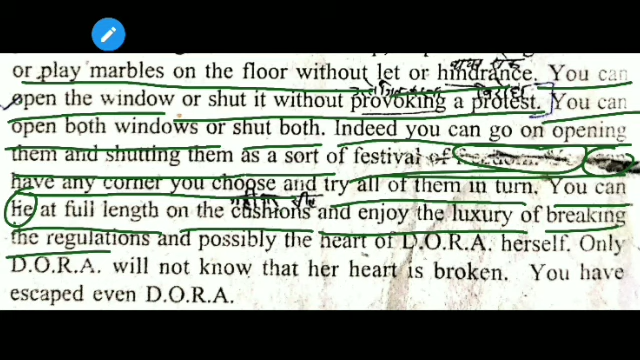 or play marbles on the floor without let or hindrance. You can
open the window or shut it without provoking a protest. You can
open both windows or shut both. Indeed you can go on opening
them and shutting them as a sort of festival of
have any corner you choose and try all of them in turn. You can
lie at full length on the cushions and enjoy the luxury of breaking
the regulations and possibly the heart of D.O.R.A. herself. Only
D.O.R.A. will not know that her heart is broken. You have
escaped even D.O.R.A.